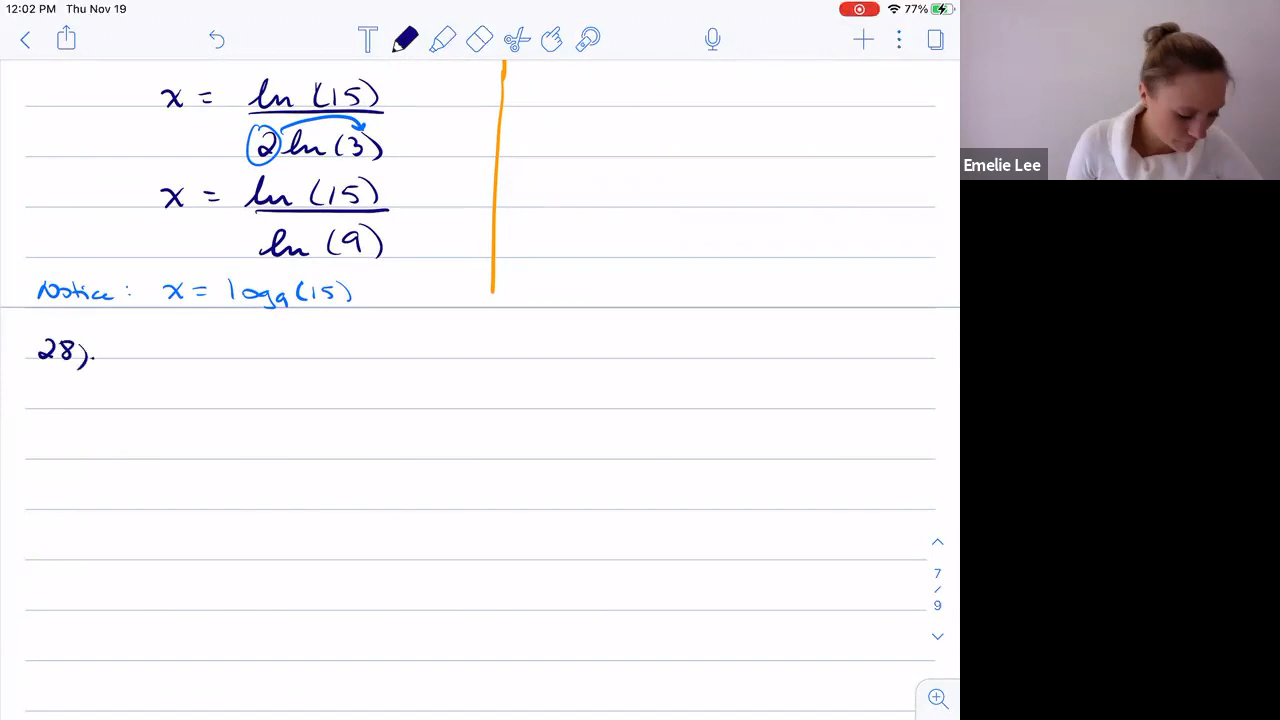 12:02 PM Thu Nov 19
77%
x = ln(15)
2 ln(3)
x = ln(15)
ln(9)
Notice: x = log₉(15)
28).
Emelie Lee
7
/
9